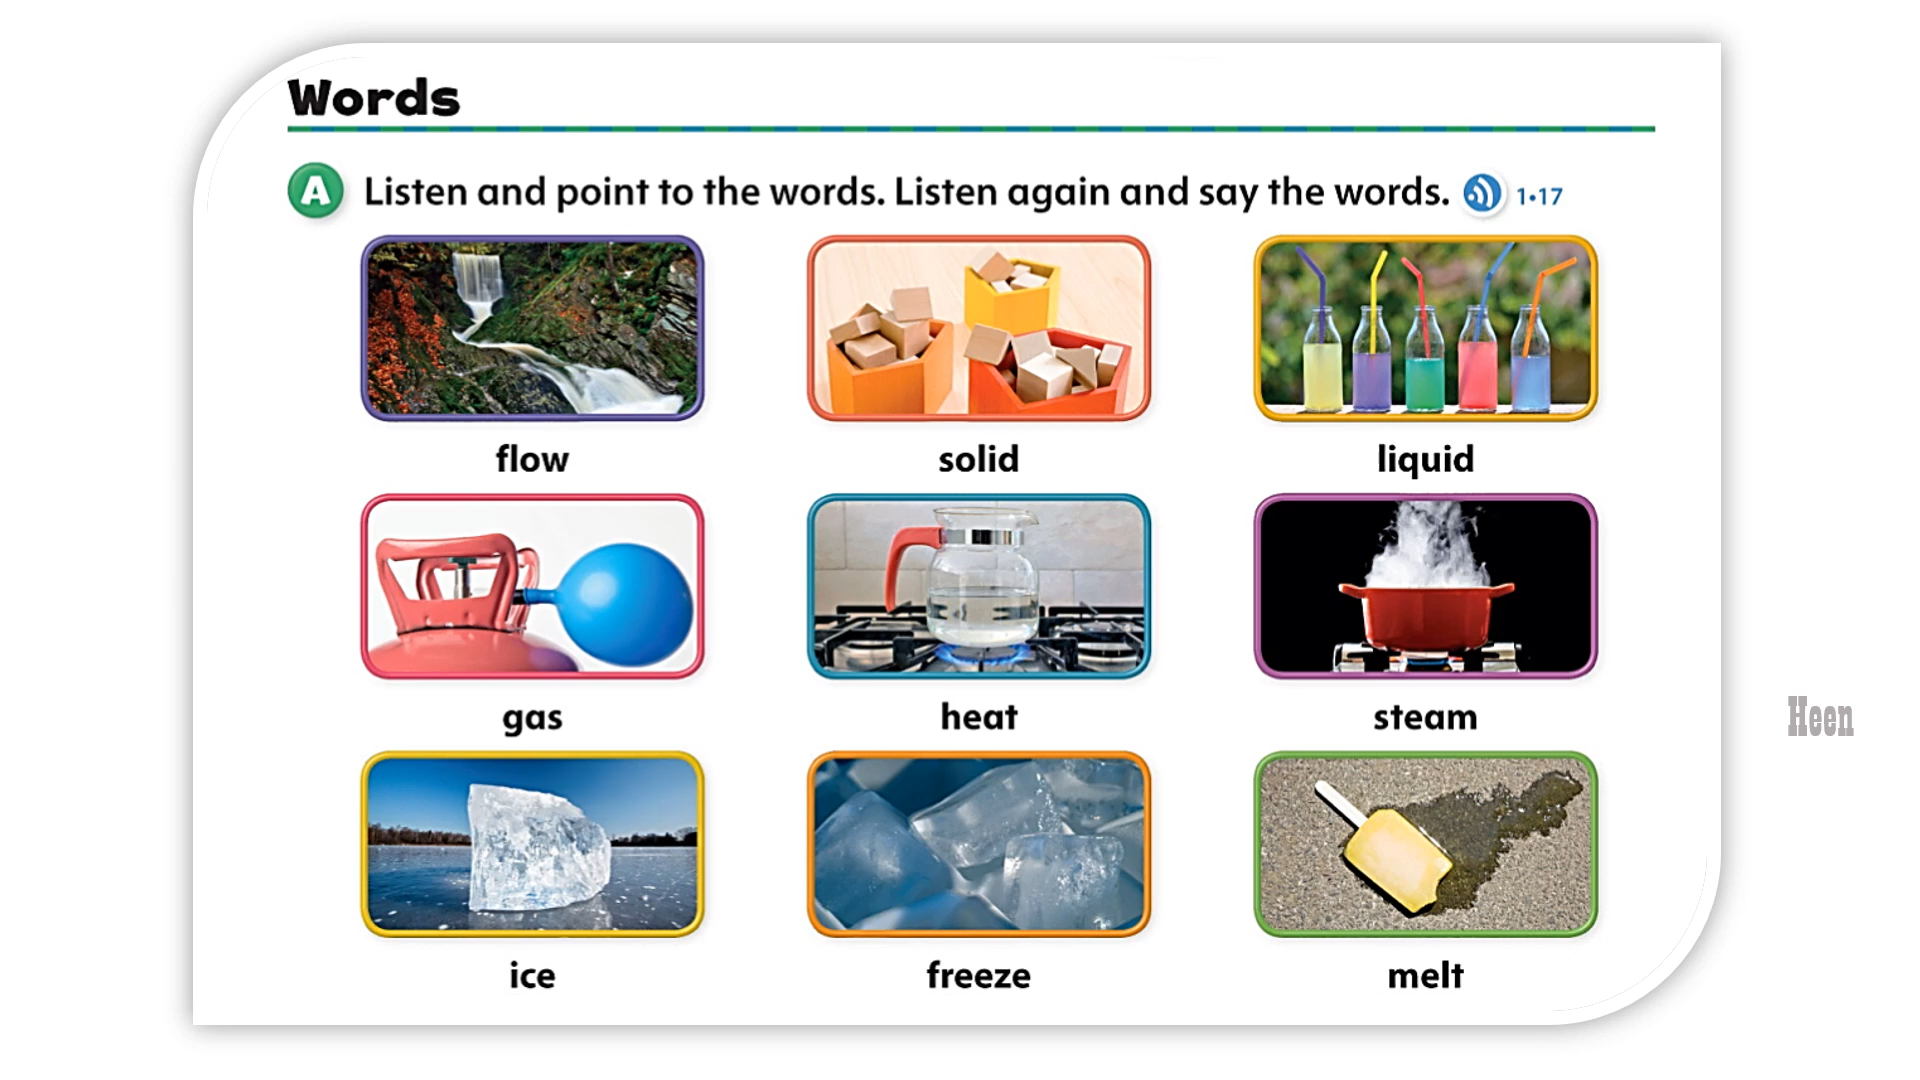 Words
A Listen and point to the words. Listen again and say the words. 1•17
flow solid liquid
gas heat steam
Heen
ice freeze melt